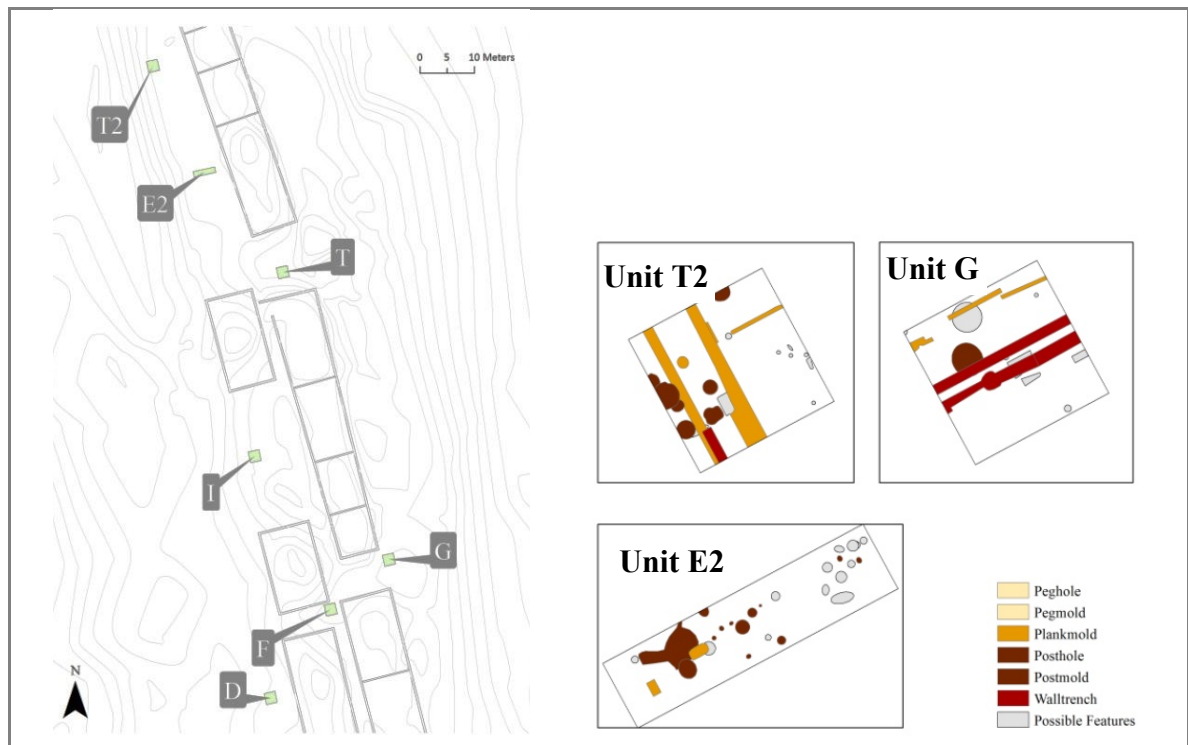 0 5 10 Meters
T2
E2
T
I
G
F
D
N
Unit T2
Unit G
Unit E2
Peghole
Pegmold
Plankmold
Posthole
Postmold
Walltrench
Possible Features